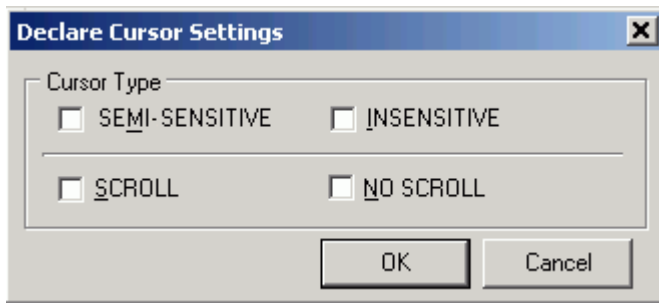 Declare Cursor Settings
Cursor Type
SEMI-SENSITIVE INSENSITIVE
SCROLL NO SCROLL
OK Cancel